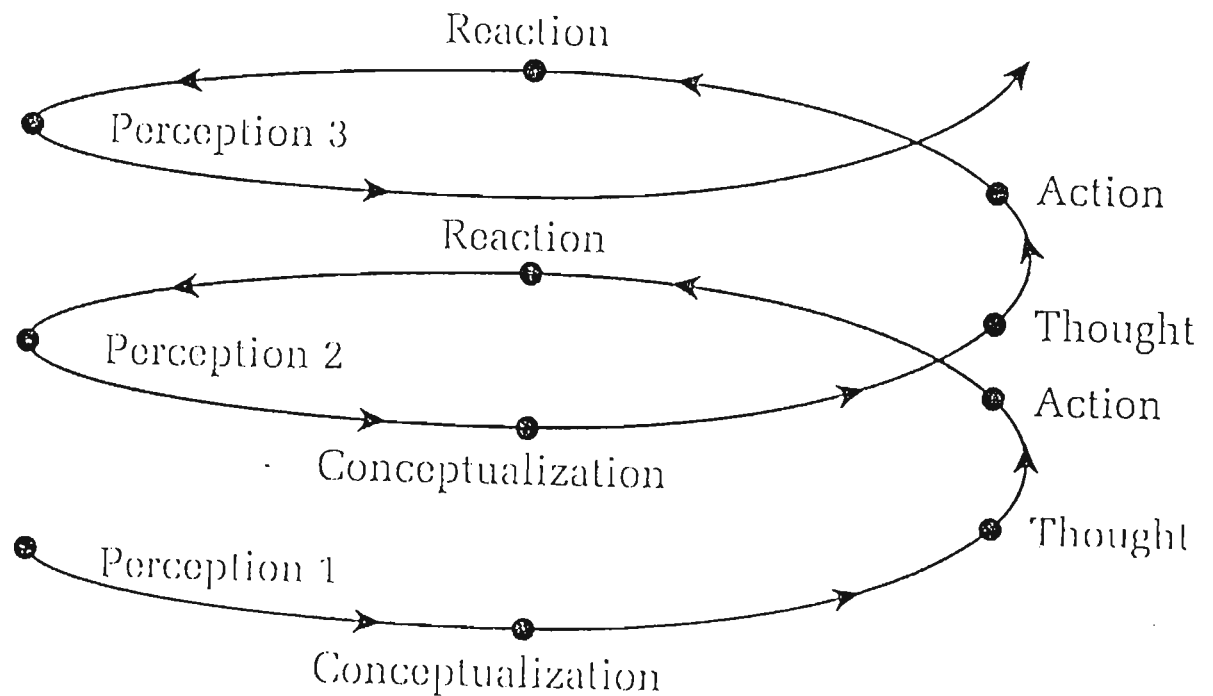 Reaction
Perception 3
Action
Reaction
Thought
Perception 2
Action
Conceptualization
Thought
Perception 1
Conceptualization